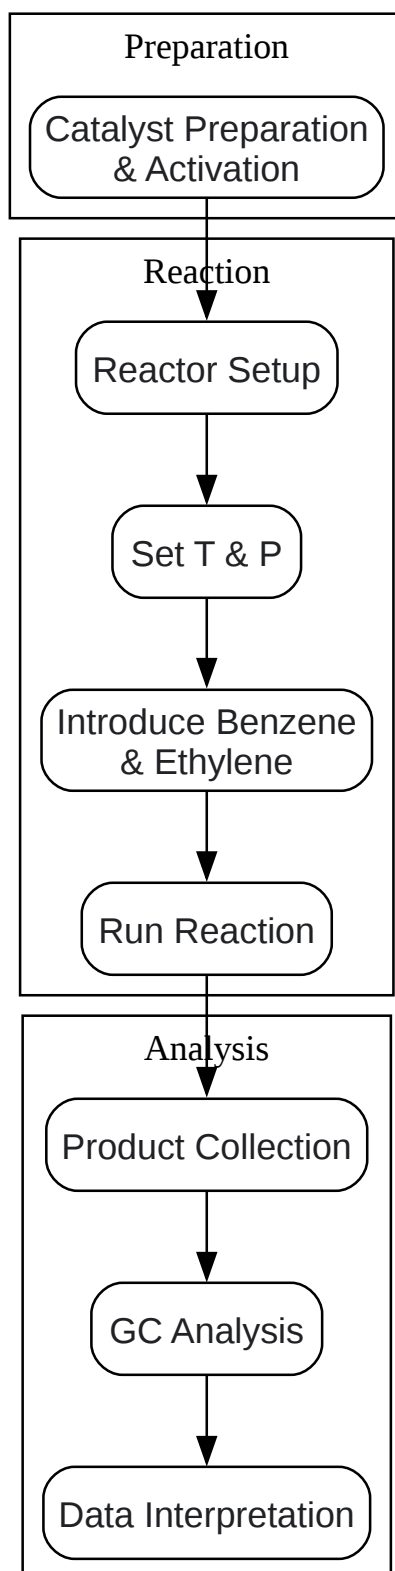 Preparation
Catalyst Preparation
& Activation
Reaction
Reactor Setup
Set T & P
Introduce Benzene
& Ethylene
Run Reaction
Analysis
Product Collection
GC Analysis
Data Interpretation